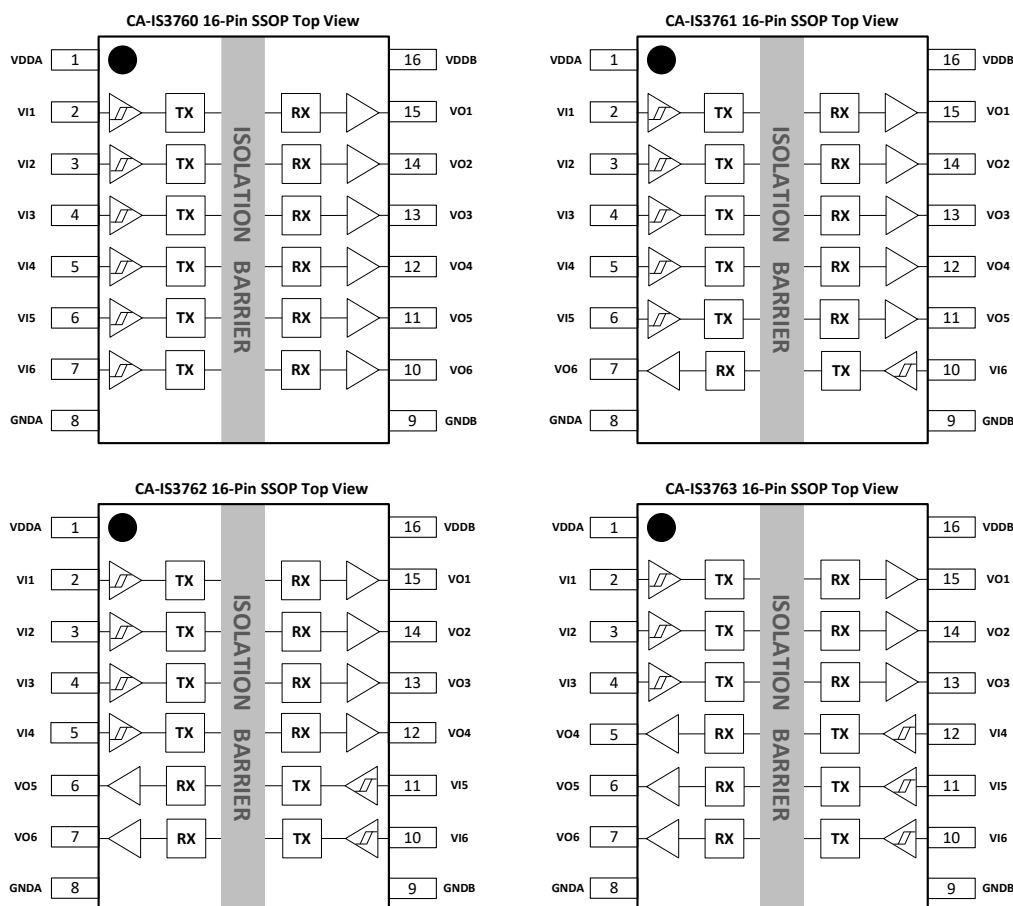 CA-IS3760 16-Pin SSOP Top View
VDDA 1 16 VDDB
VI1 2 TX RX 15 VO1
VI2 3 TX RX 14 VO2
VI3 4 TX RX 13 VO3
VI4 5 TX RX 12 VO4
VI5 6 TX RX 11 VO5
VI6 7 TX RX 10 VO6
GNDA 8 9 GNDB
ISOLATION BARRIER
CA-IS3761 16-Pin SSOP Top View
VDDA 1 16 VDDB
VI1 2 TX RX 15 VO1
VI2 3 TX RX 14 VO2
VI3 4 TX RX 13 VO3
VI4 5 TX RX 12 VO4
VI5 6 TX RX 11 VO5
VO6 7 RX TX 10 VI6
GNDA 8 9 GNDB
ISOLATION BARRIER
CA-IS3762 16-Pin SSOP Top View
VDDA 1 16 VDDB
VI1 2 TX RX 15 VO1
VI2 3 TX RX 14 VO2
VI3 4 TX RX 13 VO3
VI4 5 TX RX 12 VO4
VO5 6 RX TX 11 VI5
VO6 7 RX TX 10 VI6
GNDA 8 9 GNDB
ISOLATION BARRIER
CA-IS3763 16-Pin SSOP Top View
VDDA 1 16 VDDB
VI1 2 TX RX 15 VO1
VI2 3 TX RX 14 VO2
VI3 4 TX RX 13 VO3
VO4 5 RX TX 12 VI4
VO5 6 RX TX 11 VI5
VO6 7 RX TX 10 VI6
GNDA 8 9 GNDB
ISOLATION BARRIER